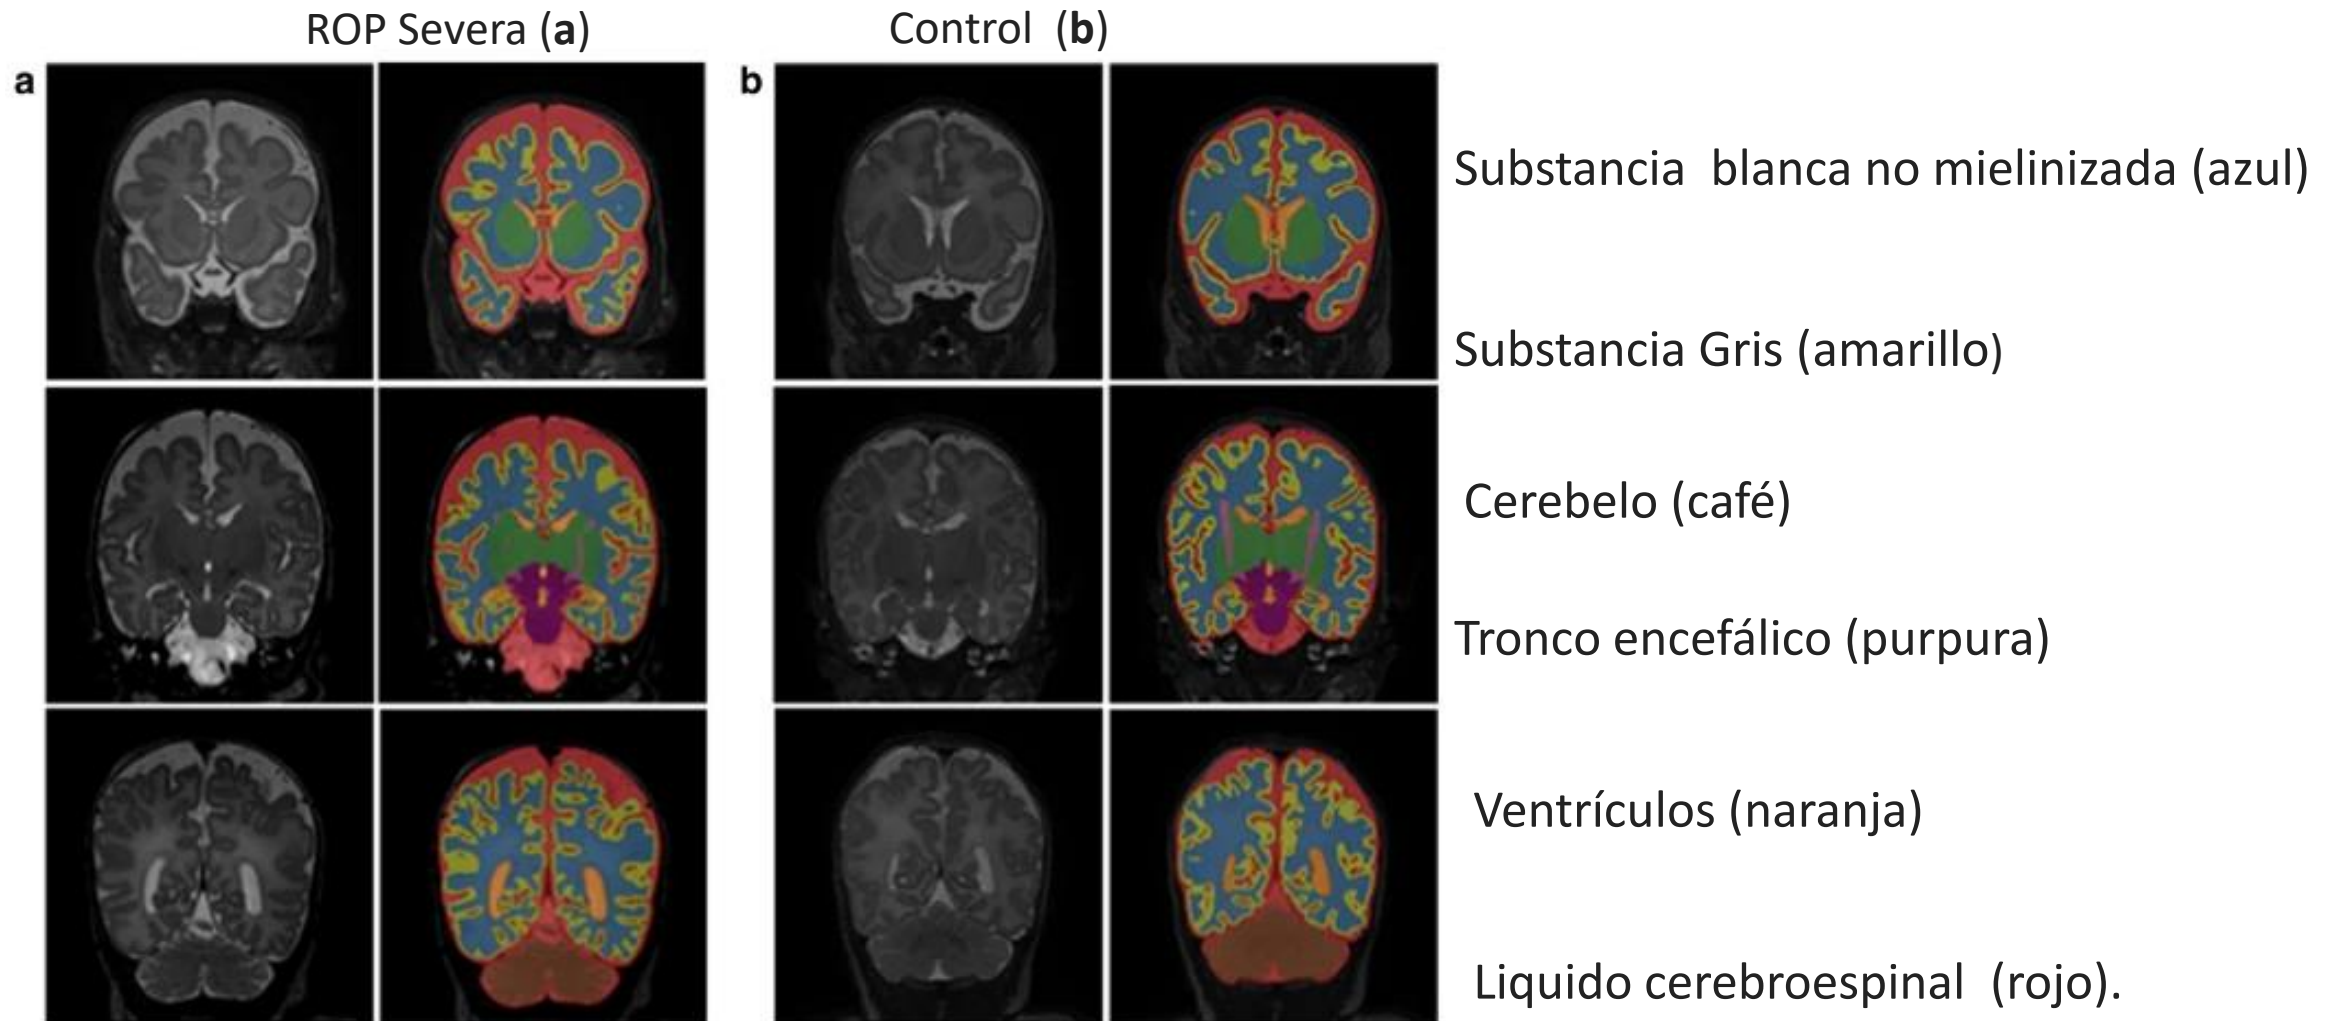 ROP Severa (a)
Control (b)
a
b
Substancia blanca no mielinizada (azul)
Substancia Gris (amarillo)
Cerebelo (café)
Tronco encefálico (purpura)
Ventrículos (naranja)
Liquido cerebroespinal (rojo).